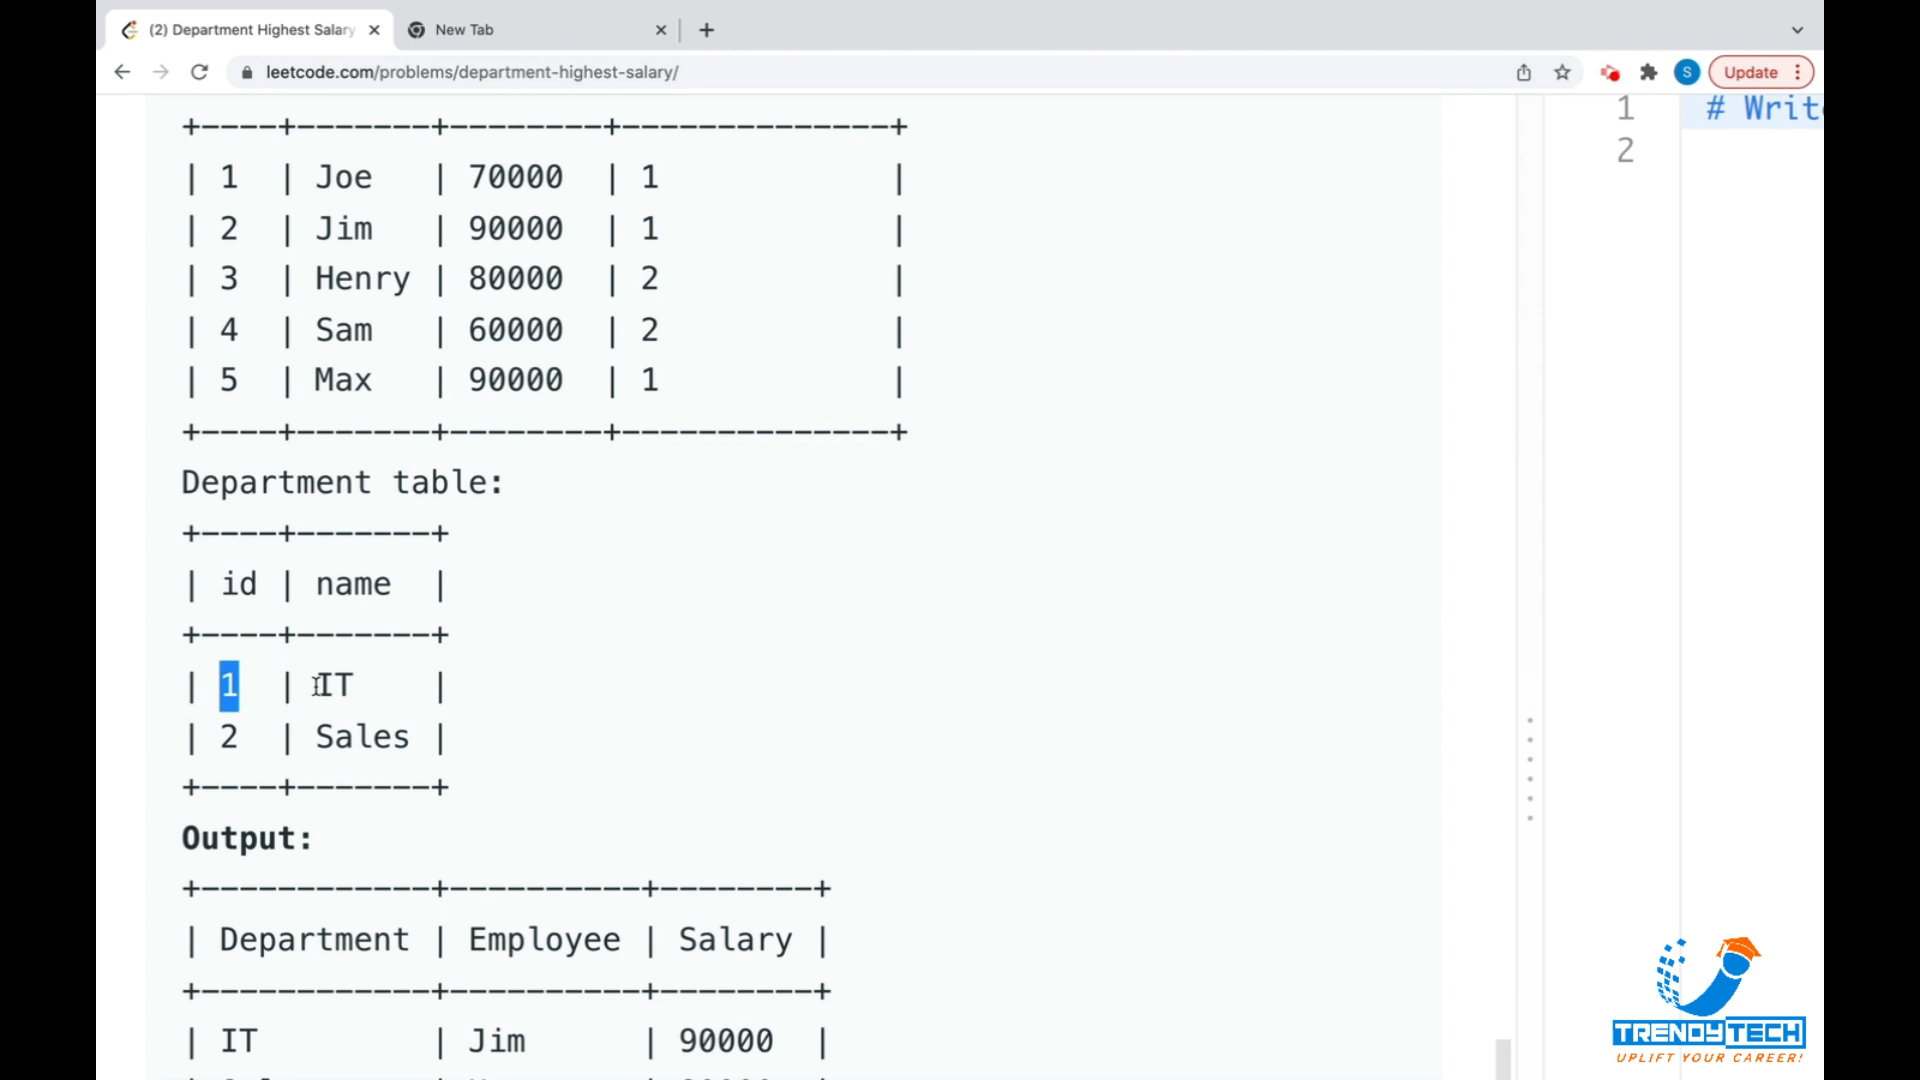 (2) Department Highest Salary
New Tab
leetcode.com/problems/department-highest-salary/
S
Update
+----+-------+--------+--------------+
| 1 | Joe | 70000 | 1 |
| 2 | Jim | 90000 | 1 |
| 3 | Henry | 80000 | 2 |
| 4 | Sam | 60000 | 2 |
| 5 | Max | 90000 | 1 |
+----+-------+--------+--------------+
Department table:
+----+-------+
| id | name |
+----+-------+
| 1 | IT |
| 2 | Sales |
+----+-------+
Output:
+------------+----------+--------+
| Department | Employee | Salary |
+------------+----------+--------+
| IT | Jim | 90000 |
1 # Write
2
TRENDYTECH
UPLIFT YOUR CAREER!